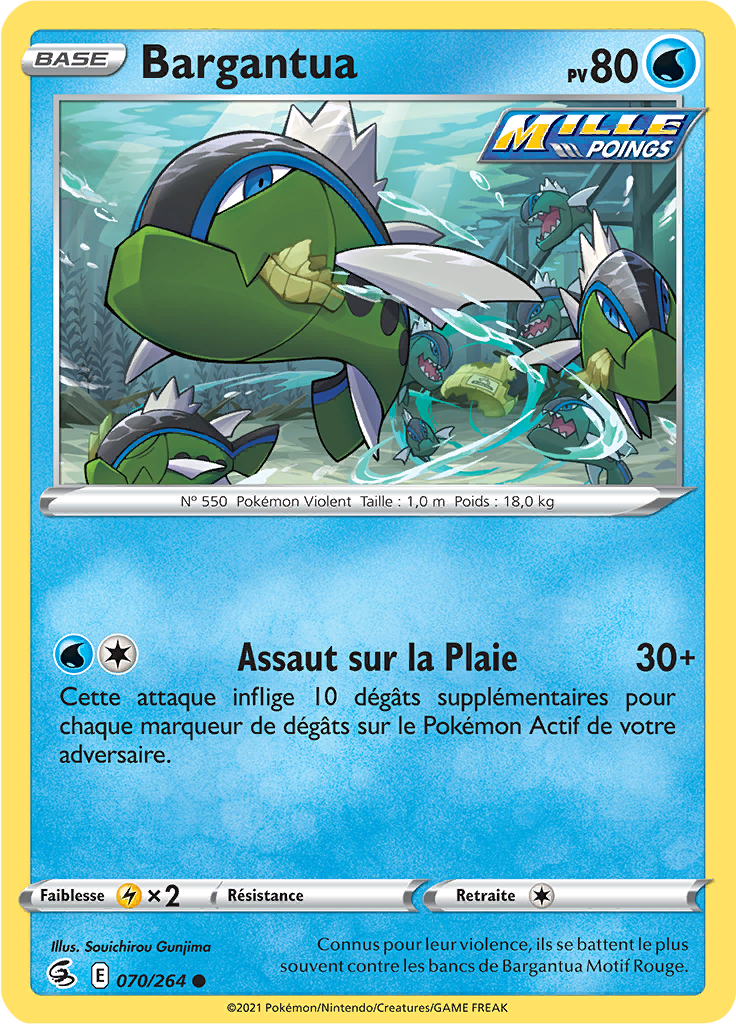 BASE
Bargantua
PV 80
MILLE
POINGS
N° 550 Pokémon Violent Taille : 1,0 m Poids : 18,0 kg
Assaut sur la Plaie 30+
Cette attaque inflige 10 dégâts supplémentaires pour
chaque marqueur de dégâts sur le Pokémon Actif de votre
adversaire.
Faiblesse ×2 Résistance Retraite
Illus. Souichirou Gunjima
Connus pour leur violence, ils se battent le plus
souvent contre les bancs de Bargantua Motif Rouge.
E 070/264
©2021 Pokémon/Nintendo/Creatures/GAME FREAK